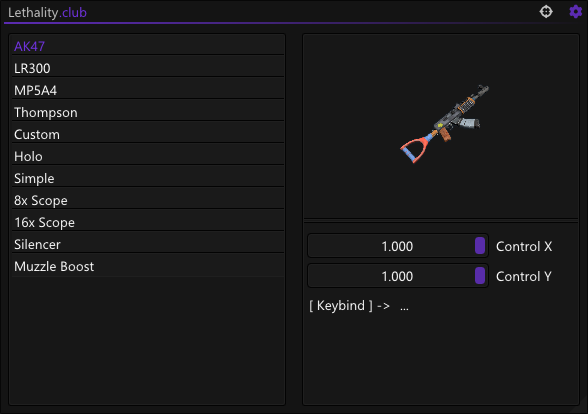 Lethality.club
AK47
LR300
MP5A4
Thompson
Custom
Holo
Simple
8x Scope
16x Scope
Silencer
Muzzle Boost
1.000 Control X
1.000 Control Y
[ Keybind ] -> ...